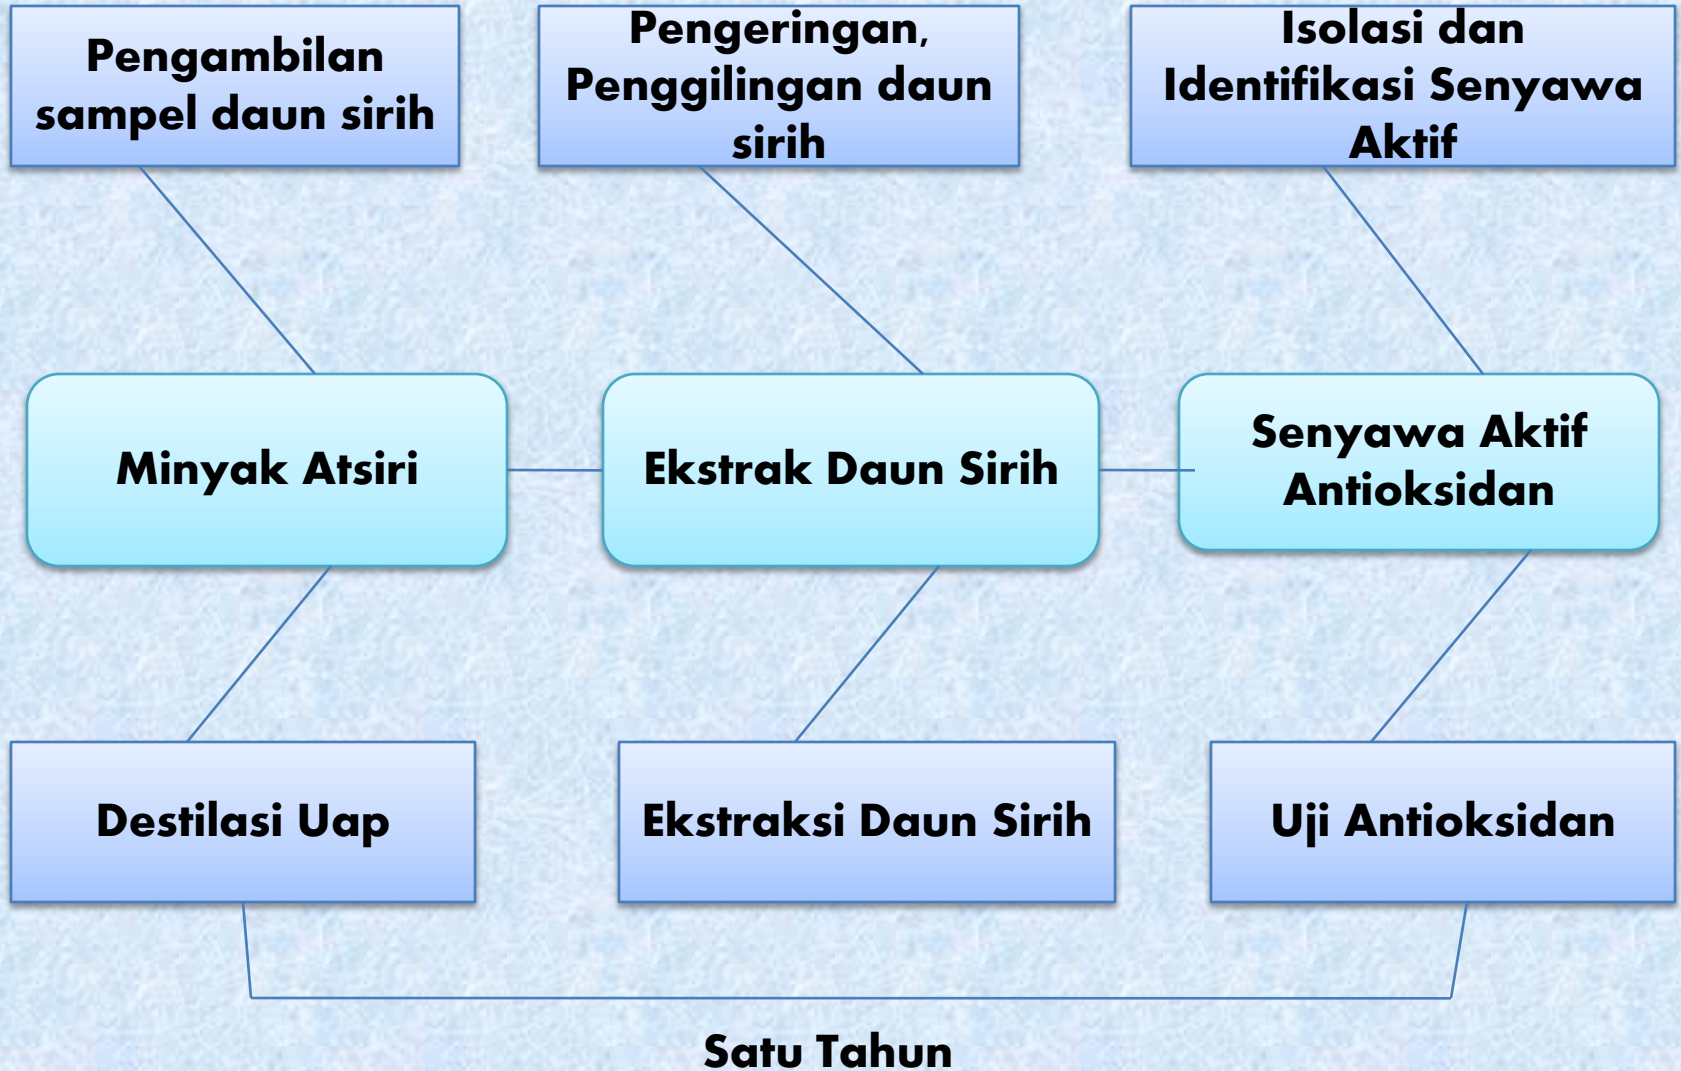 Pengambilan
sampel daun sirih
Pengeringan,
Penggilingan daun
sirih
Isolasi dan
Identifikasi Senyawa
Aktif
Minyak Atsiri
Ekstrak Daun Sirih
Senyawa Aktif
Antioksidan
Destilasi Uap
Ekstraksi Daun Sirih
Uji Antioksidan
Satu Tahun